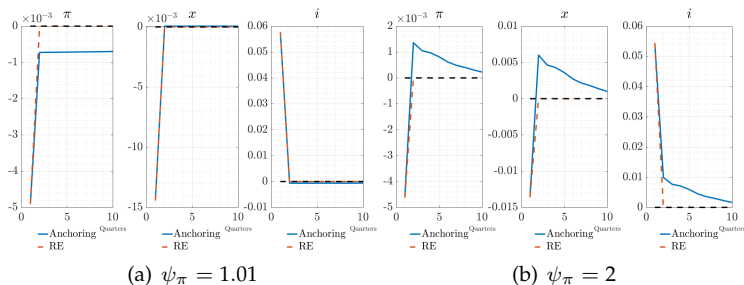 ×10⁻³ π
0
-1
-2
-3
-4
-5
0 5 10
Quarters
Anchoring
RE
×10⁻³ x
0
-5
-10
-15
0 5 10
Quarters
Anchoring
RE
i
0.06
0.05
0.04
0.03
0.02
0.01
0
-0.01
0 5 10
Quarters
Anchoring
RE
(a) ψπ = 1.01
×10⁻³ π
2
1
0
-1
-2
-3
-4
-5
0 5 10
Quarters
Anchoring
RE
x
0.01
0.005
0
-0.005
-0.01
-0.015
0 5 10
Quarters
Anchoring
RE
i
0.06
0.05
0.04
0.03
0.02
0.01
0
0 5 10
Quarters
Anchoring
RE
(b) ψπ = 2